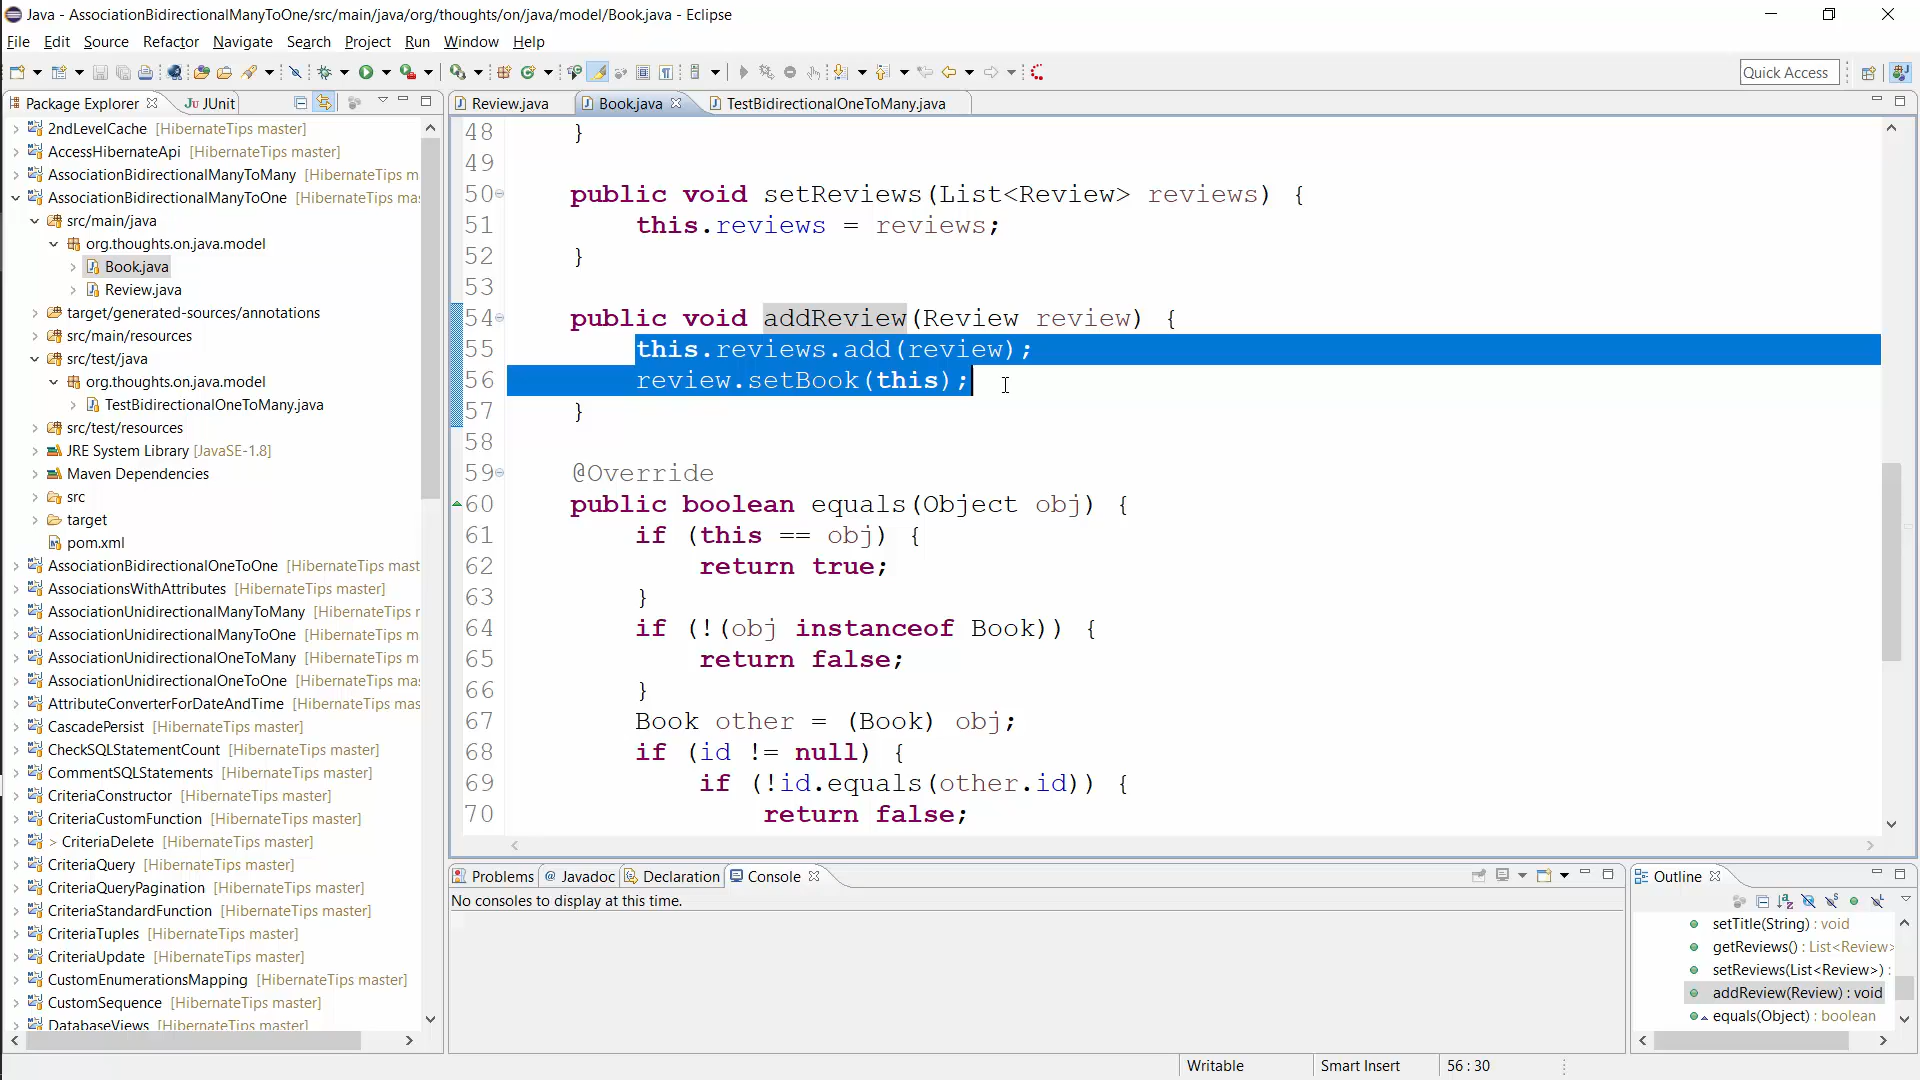 Java - AssociationBidirectionalManyToOne/src/main/java/org/thoughts/on/java/model/Book.java - Eclipse
File Edit Source Refactor Navigate Search Project Run Window Help
Quick Access
Package Explorer JUnit
2ndLevelCache [HibernateTips master]
AccessHibernateApi [HibernateTips master]
AssociationBidirectionalManyToMany [HibernateTips m
AssociationBidirectionalManyToOne [HibernateTips ma
src/main/java
org.thoughts.on.java.model
Book.java
Review.java
target/generated-sources/annotations
src/main/resources
src/test/java
org.thoughts.on.java.model
TestBidirectionalOneToMany.java
src/test/resources
JRE System Library [JavaSE-1.8]
Maven Dependencies
src
target
pom.xml
AssociationBidirectionalOneToOne [HibernateTips mast
AssociationsWithAttributes [HibernateTips master]
AssociationUnidirectionalManyToMany [HibernateTips r
AssociationUnidirectionalManyToOne [HibernateTips m
AssociationUnidirectionalOneToMany [HibernateTips m
AssociationUnidirectionalOneToOne [HibernateTips ma
AttributeConverterForDateAndTime [HibernateTips mas
CascadePersist [HibernateTips master]
CheckSQLStatementCount [HibernateTips master]
CommentSQLStatements [HibernateTips master]
CriteriaConstructor [HibernateTips master]
CriteriaCustomFunction [HibernateTips master]
> CriteriaDelete [HibernateTips master]
CriteriaQuery [HibernateTips master]
CriteriaQueryPagination [HibernateTips master]
CriteriaStandardFunction [HibernateTips master]
CriteriaTuples [HibernateTips master]
CriteriaUpdate [HibernateTips master]
CustomEnumerationsMapping [HibernateTips master]
CustomSequence [HibernateTips master]
DatabaseViews [HibernateTips master]
Review.java Book.java TestBidirectionalOneToMany.java
48 }
49
50 public void setReviews(List<Review> reviews) {
51 this.reviews = reviews;
52 }
53
54 public void addReview(Review review) {
55 this.reviews.add(review);
56 review.setBook(this);
57 }
58
59 @Override
60 public boolean equals(Object obj) {
61 if (this == obj) {
62 return true;
63 }
64 if (!(obj instanceof Book)) {
65 return false;
66 }
67 Book other = (Book) obj;
68 if (id != null) {
69 if (!id.equals(other.id)) {
70 return false;
Problems @ Javadoc Declaration Console
No consoles to display at this time.
Outline
setTitle(String) : void
getReviews() : List<Review>
setReviews(List<Review>) :
addReview(Review) : void
equals(Object) : boolean
Writable Smart Insert 56 : 30